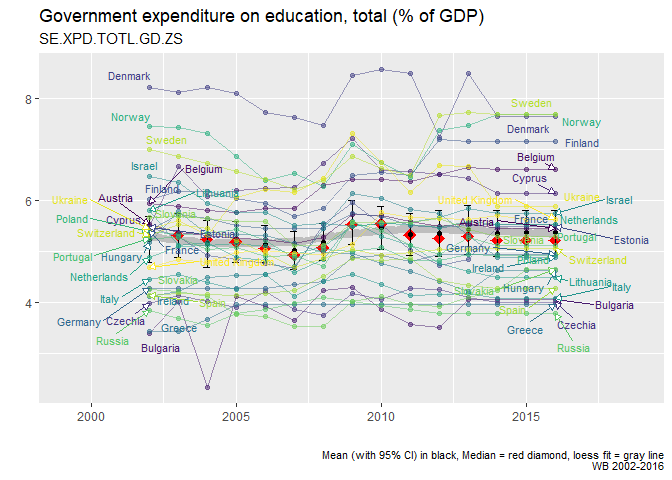 Government expenditure on education, total (% of GDP)
SE.XPD.TOTL.GD.ZS
8
6
4
Denmark
Norway
Sweden
Israel
Belgium
Finland
Lithuania
Austria
Ukraine
Cyprus
Slovenia
Poland
Switzerland
Estonia
France
Portugal
Hungary
Netherlands
Slovakia
Italy
Ireland
Spain
Germany
Czechia
Greece
Russia
Bulgaria
United Kingdom
Sweden
Norway
Denmark
Finland
Belgium
Cyprus
United Kingdom
Ukraine
Israel
Austria
France
Netherlands
Slovenia
Portugal
Estonia
Germany
Switzerland
Poland
Ireland
Lithuania
Slovakia
Hungary
Italy
Spain
Bulgaria
Greece
Czechia
Russia
2000
2005
2010
2015
Mean (with 95% CI) in black, Median = red diamond, loess fit = gray line
WB 2002-2016